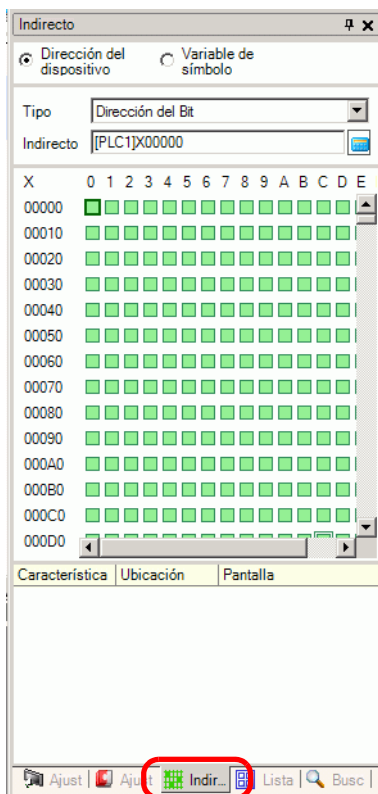 Indirecto
Dirección del dispositivo
Variable de símbolo
Tipo Dirección del Bit
Indirecto [PLC1]X00000
X 0 1 2 3 4 5 6 7 8 9 A B C D E
00000
00010
00020
00030
00040
00050
00060
00070
00080
00090
000A0
000B0
000C0
000D0
Característica Ubicación Pantalla
Ajust Ajust Indir... Lista Busc